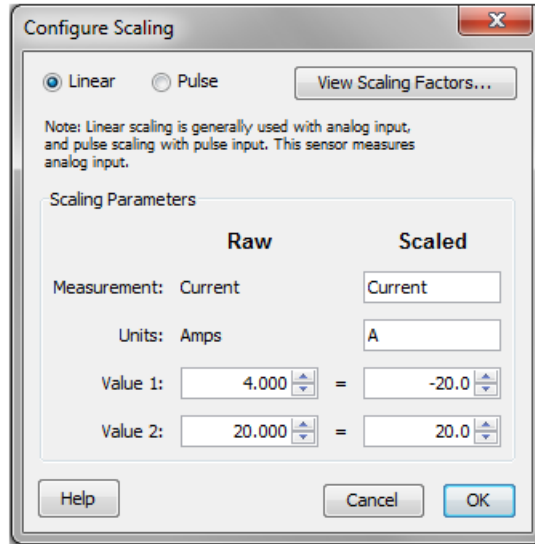 Configure Scaling
Linear Pulse View Scaling Factors...
Note: Linear scaling is generally used with analog input,
and pulse scaling with pulse input. This sensor measures
analog input.
Scaling Parameters
Raw Scaled
Measurement: Current Current
Units: Amps A
Value 1: 4.000 = -20.0
Value 2: 20.000 = 20.0
Help Cancel OK